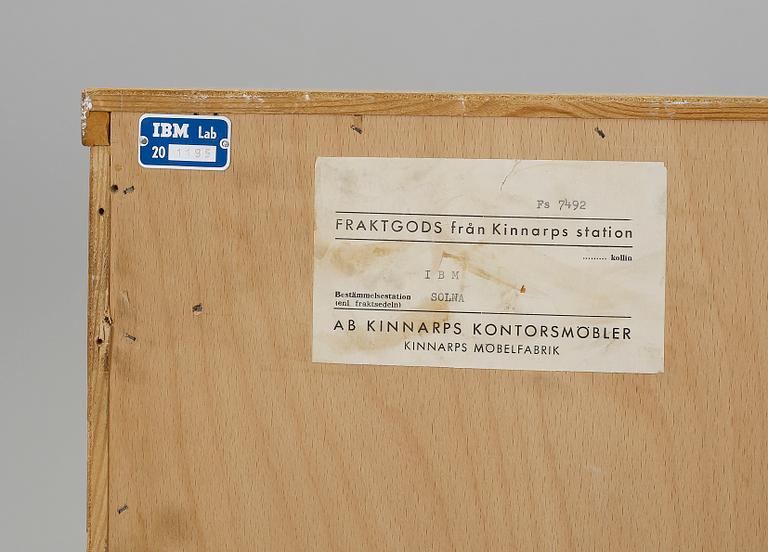 IBM Lab
20 1195
Fs 7492
FRAKTGODS från Kinnarps station
......... kollin
I B M
Bestämmelsestation SOLNA
(enl. fraktsedeln)
AB KINNARPS KONTORSMÖBLER
KINNARPS MÖBELFABRIK